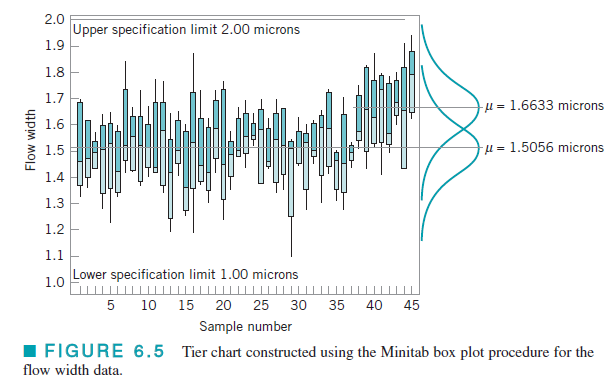 2.0
Upper specification limit 2.00 microns
1.9
1.8
1.7
μ = 1.6633 microns
1.6
Flow width
1.5
μ = 1.5056 microns
1.4
1.3
1.2
1.1
Lower specification limit 1.00 microns
1.0
5 10 15 20 25 30 35 40 45
Sample number
FIGURE 6.5 Tier chart constructed using the Minitab box plot procedure for the
flow width data.